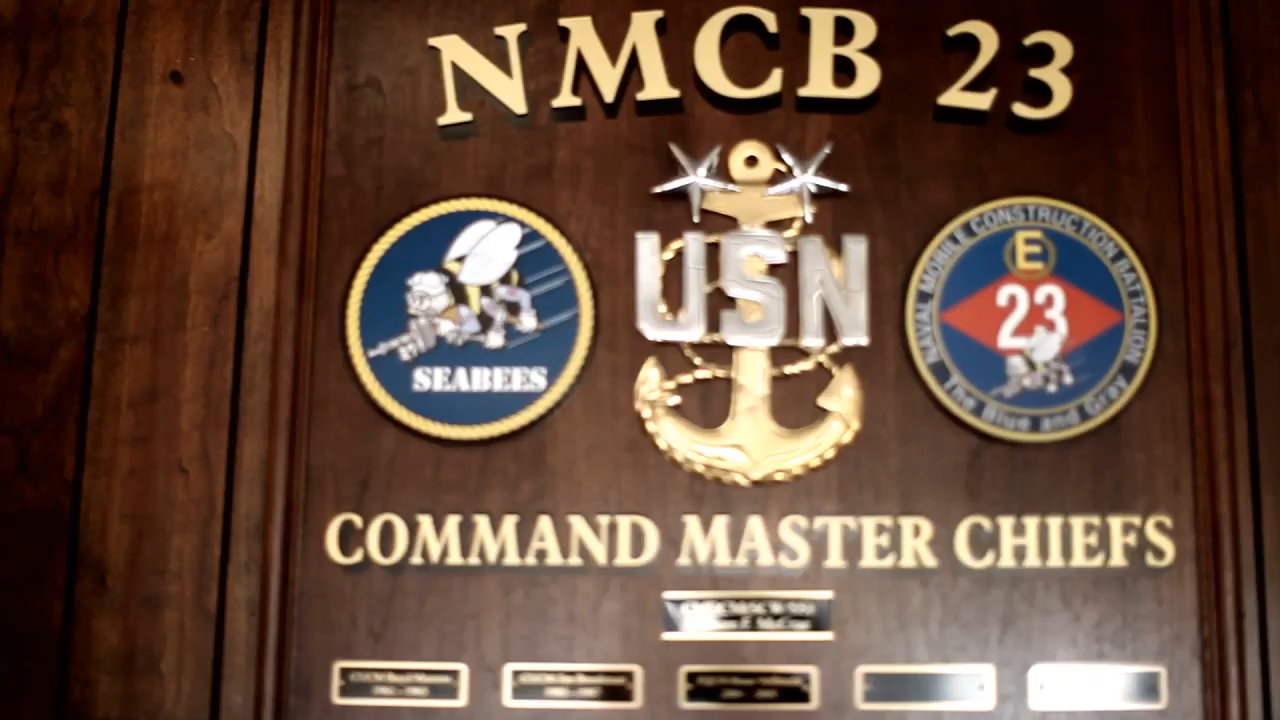 NMCB 23
USN
SEABEES
NAVAL MOBILE CONSTRUCTION BATTALION
E
23
The Blue and Gray
COMMAND MASTER CHIEFS